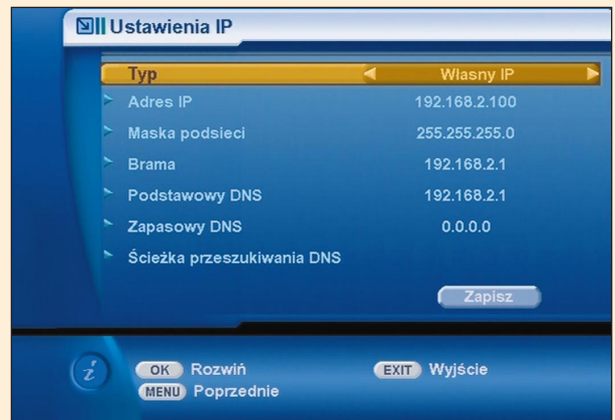 Ustawienia IP
Typ Własny IP
Adres IP 192.168.2.100
Maska podsieci 255.255.255.0
Brama 192.168.2.1
Podstawowy DNS 192.168.2.1
Zapasowy DNS 0.0.0.0
Ścieżka przeszukiwania DNS
Zapisz
i
OK Rozwiń EXIT Wyjście
MENU Poprzednie